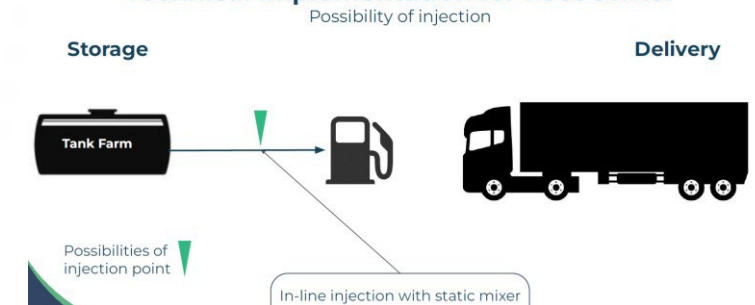 Possibility of injection
Storage
Delivery
Tank Farm
Possibilities of
injection point
In-line injection with static mixer